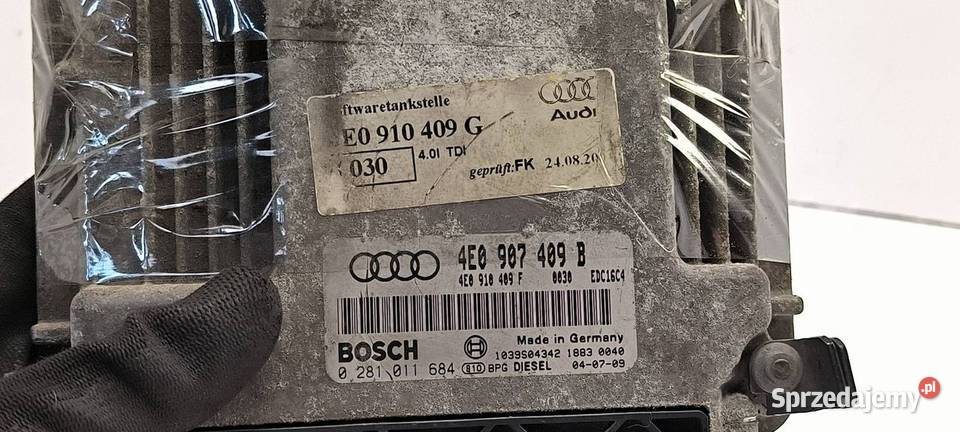 ftwaretankstelle
E0 910 409 G
030 4.0l TDI
Audi
geprüft:FK 24.08.20
4E0 907 409 B
4E0 910 409 F 0030 EDC16C4
BOSCH
Made in Germany
1039S04342 1883 0040
0 281 011 684 BPG DIESEL 04-07-09
Sprzedajemy.pl